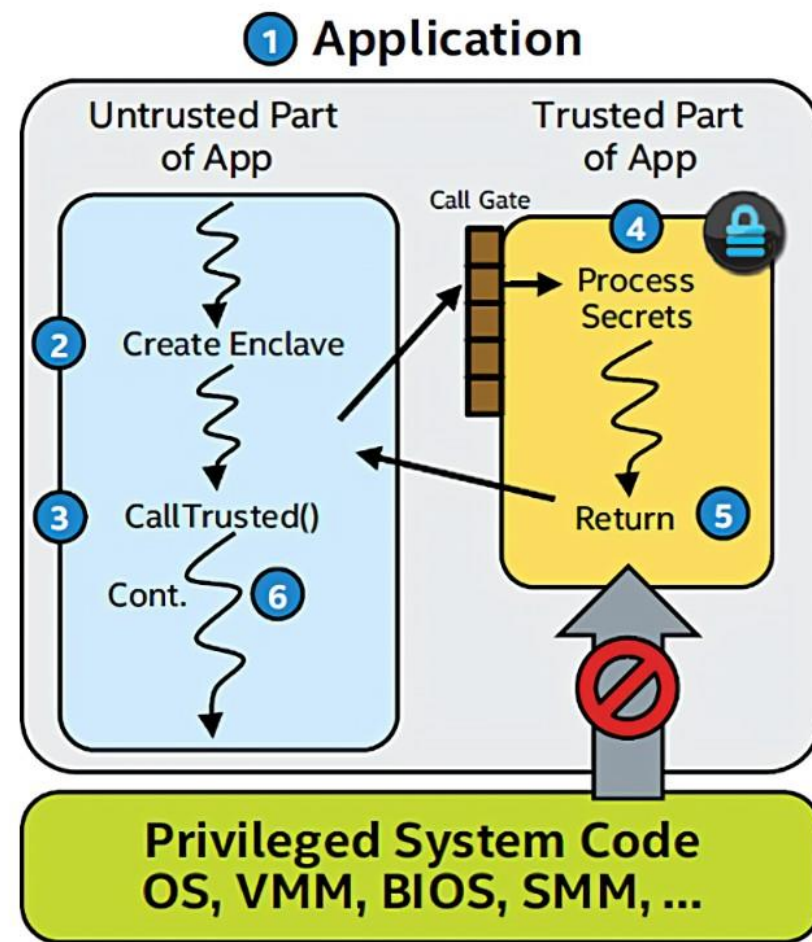 1 Application
Untrusted Part
of App
Trusted Part
of App
Call Gate
4
Process
Secrets
2 Create Enclave
3 CallTrusted()
Return 5
Cont. 6
Privileged System Code
OS, VMM, BIOS, SMM, ...